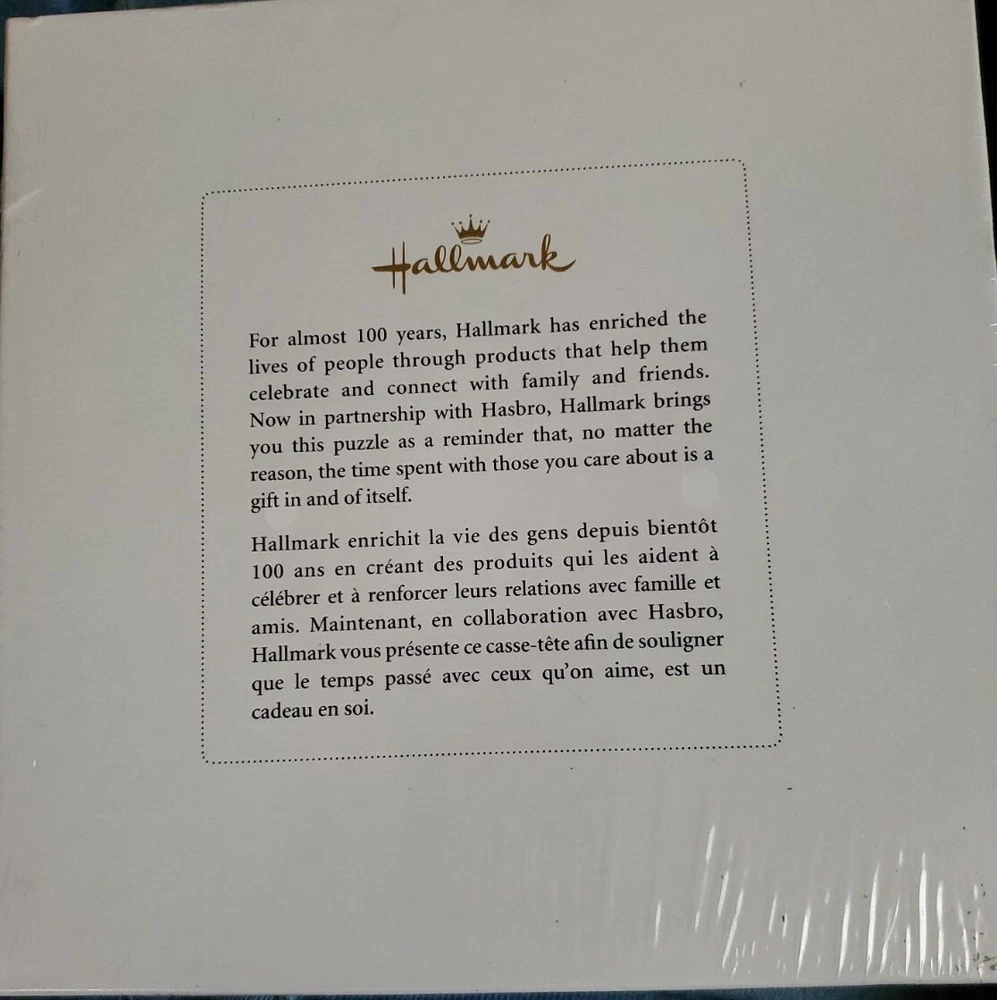 Hallmark
For almost 100 years, Hallmark has enriched the
lives of people through products that help them
celebrate and connect with family and friends.
Now in partnership with Hasbro, Hallmark brings
you this puzzle as a reminder that, no matter the
reason, the time spent with those you care about is a
gift in and of itself.
Hallmark enrichit la vie des gens depuis bientôt
100 ans en créant des produits qui les aident à
célébrer et à renforcer leurs relations avec famille et
amis. Maintenant, en collaboration avec Hasbro,
Hallmark vous présente ce casse-tête afin de souligner
que le temps passé avec ceux qu’on aime, est un
cadeau en soi.